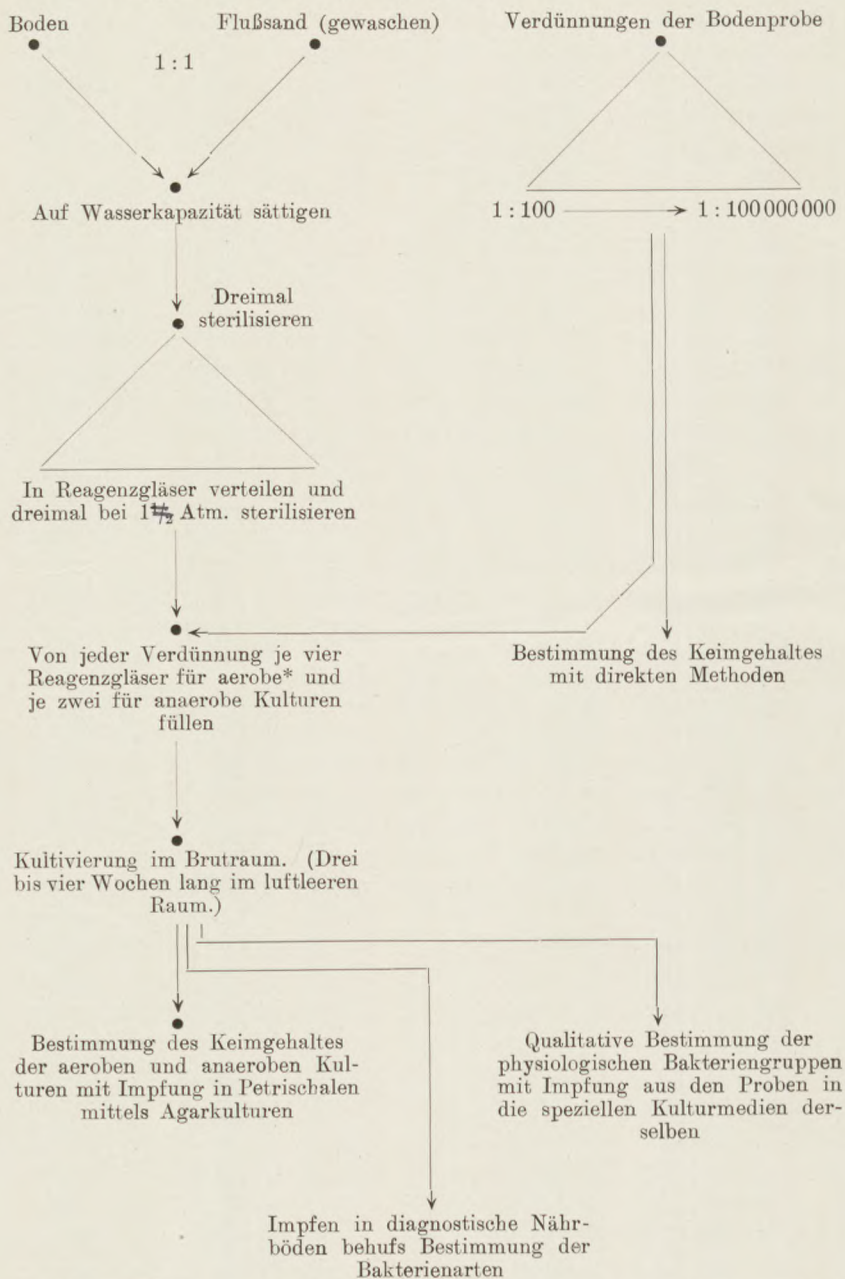 Boden
Flußsand (gewaschen)
Verdünnungen der Bodenprobe
1 : 1
Auf Wasserkapazität sättigen
1 : 100
1 : 100 000 000
Dreimal
sterilisieren
In Reagenzgläser verteilen und
dreimal bei Atm. sterilisieren
Von jeder Verdünnung je vier
Reagenzgläser für aerobe* und
je zwei für anaerobe Kulturen
füllen
Bestimmung des Keimgehaltes
mit direkten Methoden
Kultivierung im Brutraum. (Drei
bis vier Wochen lang im luftleeren
Raum.)
Bestimmung des Keimgehaltes
der aeroben und anaeroben Kul-
turen mit Impfung in Petrischalen
mittels Agarkulturen
Qualitative Bestimmung der
physiologischen Bakteriengruppen
mit Impfung aus den Proben in
die speziellen Kulturmedien der-
selben
Impfen in diagnostische Nähr-
böden behufs Bestimmung der
Bakterienarten